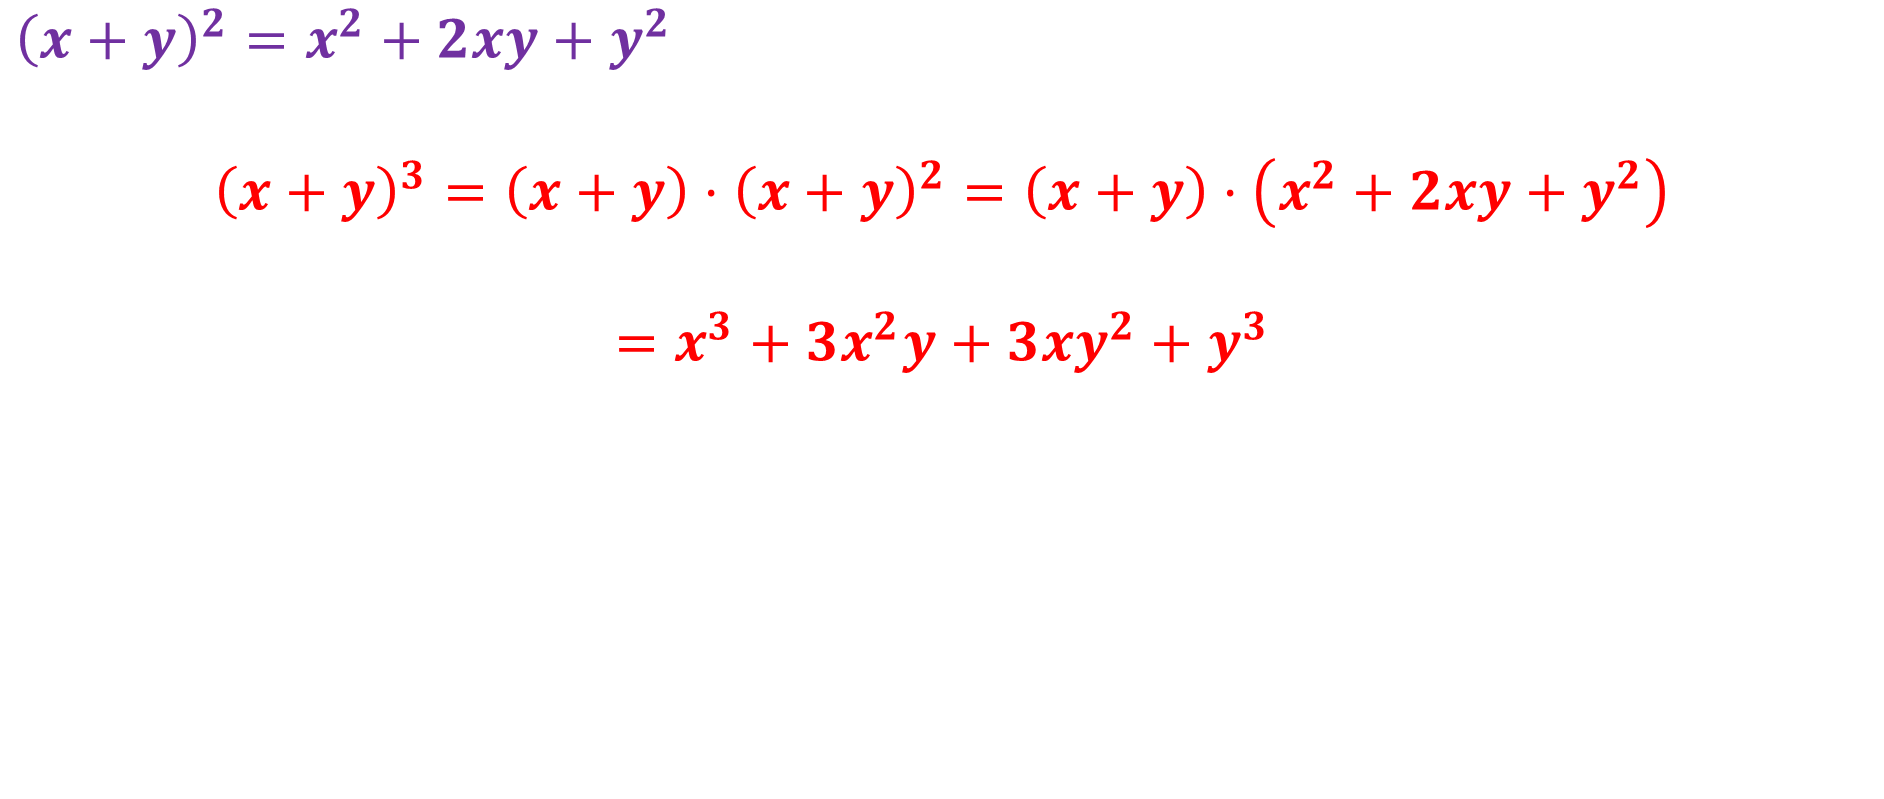 (x + y)² = x² + 2xy + y²
(x + y)³ = (x + y) · (x + y)² = (x + y) · (x² + 2xy + y²)
= x³ + 3x²y + 3xy² + y³